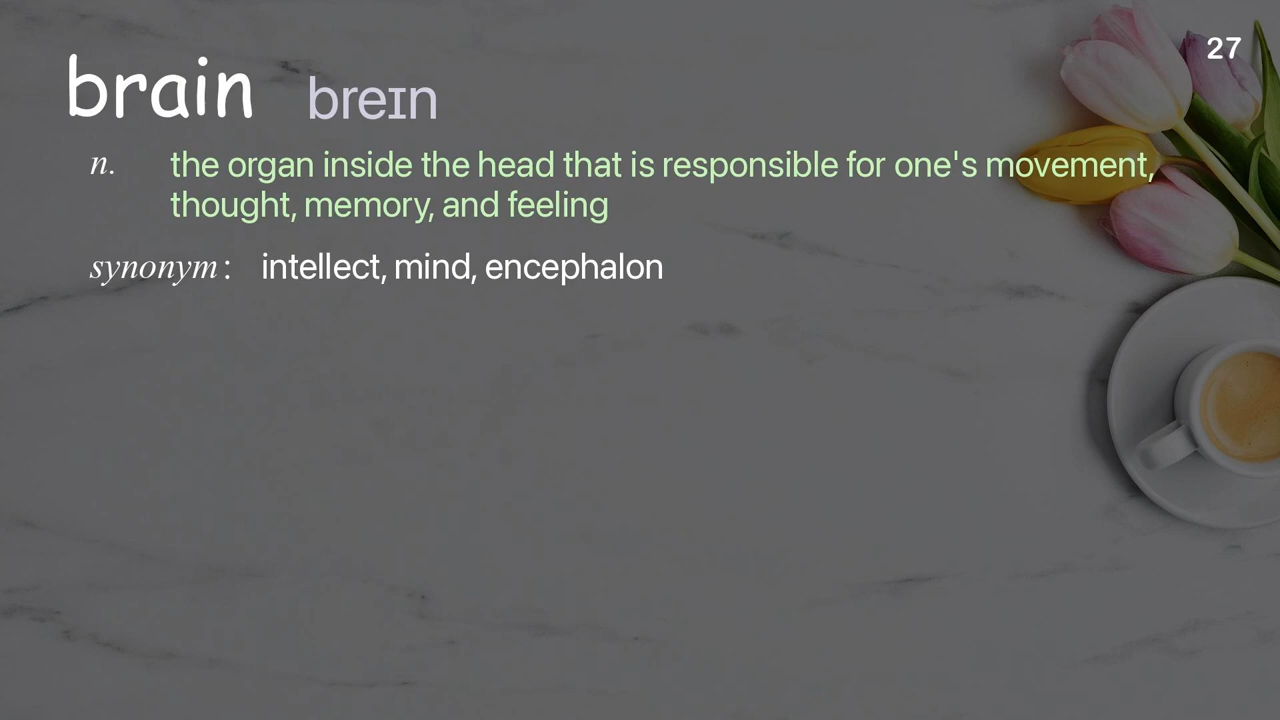 27
brain breɪn
n. the organ inside the head that is responsible for one's movement,
thought, memory, and feeling
synonym: intellect, mind, encephalon